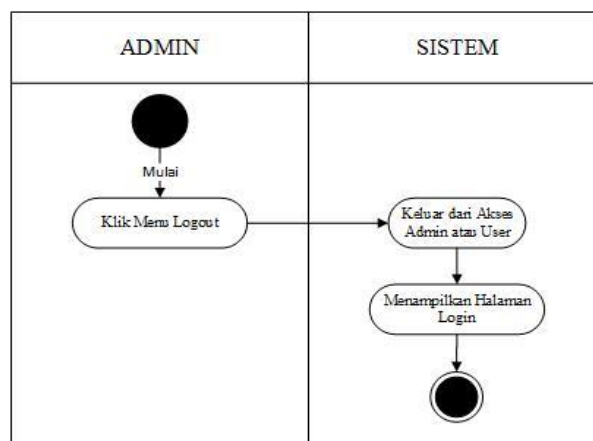 ADMIN
SISTEM
Mulai
Klik Menu Logout
Keluar dari Akses
Admin atau User
Menampilkan Halaman
Login